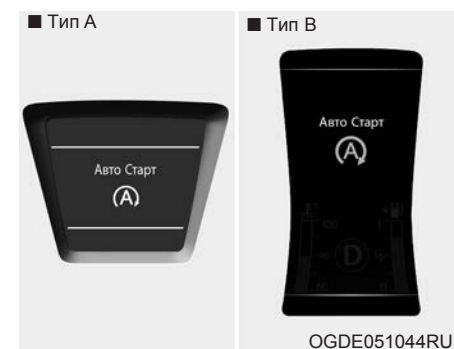 ■ Тип A
Авто Старт
A
■ Тип B
Авто Старт
A
D
OGDE051044RU